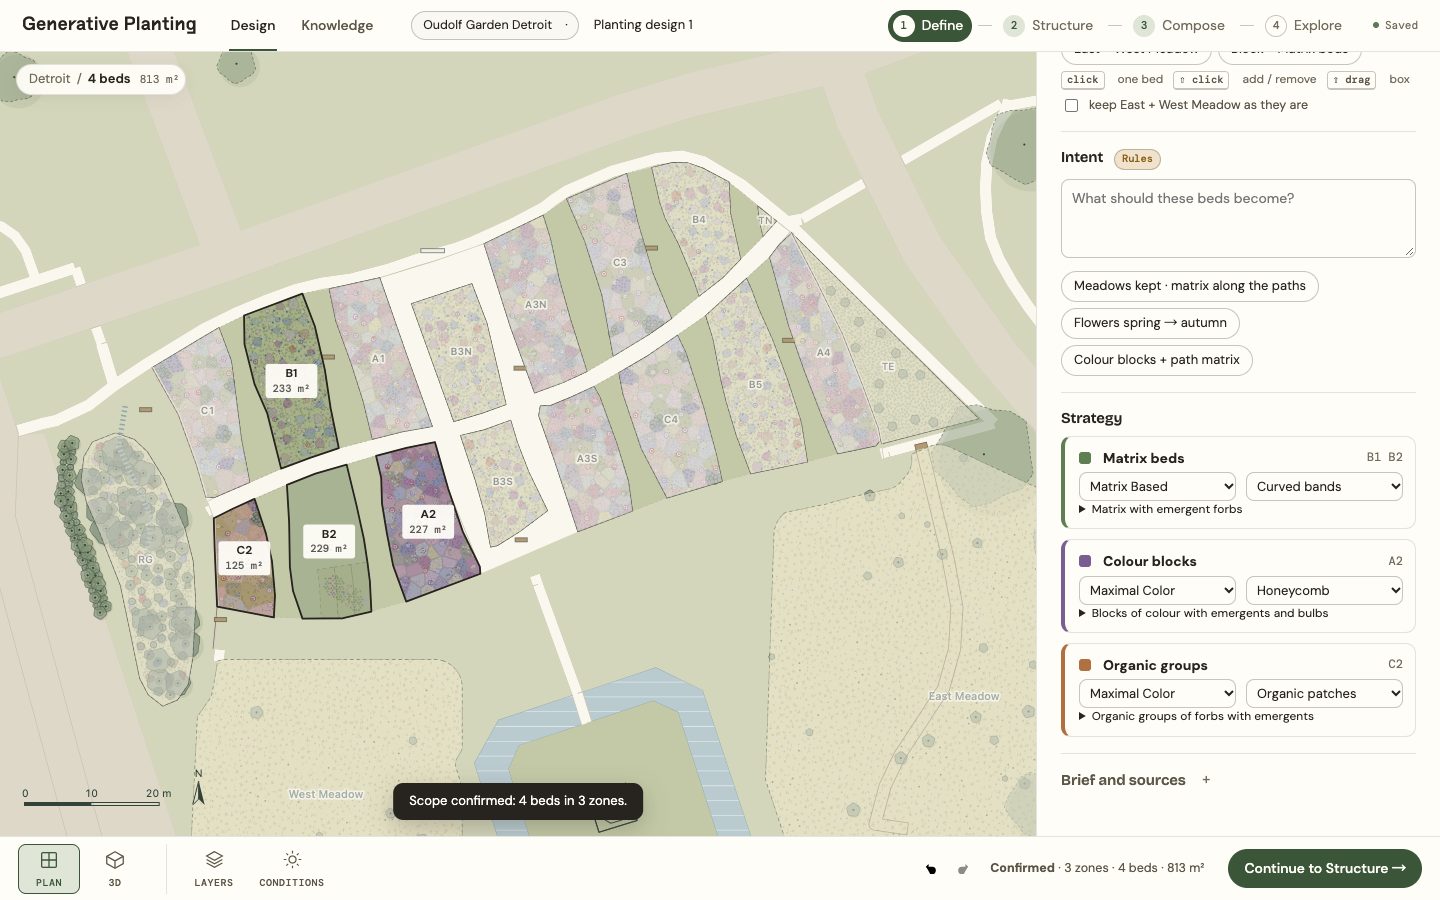 Generative Planting
Design
Knowledge
Oudolf Garden Detroit ·
Planting design 1
1 Define
2 Structure
3 Compose
4 Explore
Saved
Detroit / 4 beds 813 m²
East + West Meadow
click one bed ⇧ click add / remove ⇧ drag box
keep East + West Meadow as they are
Intent Rules
What should these beds become?
Meadows kept · matrix along the paths
Flowers spring → autumn
Colour blocks + path matrix
Strategy
Matrix beds B1 B2
Matrix Based
Curved bands
Matrix with emergent forbs
Colour blocks A2
Maximal Color
Honeycomb
Blocks of colour with emergents and bulbs
Organic groups C2
Maximal Color
Organic patches
Organic groups of forbs with emergents
Brief and sources +
B4
TN
C3
A3N
B3N
A1
B1
233 m²
C1
A4
TE
B5
C4
A3S
B3S
A2
227 m²
B2
229 m²
C2
125 m²
RG
East Meadow
West Meadow
N
0 10 20 m
Scope confirmed: 4 beds in 3 zones.
PLAN
3D
LAYERS
CONDITIONS
Confirmed · 3 zones · 4 beds · 813 m²
Continue to Structure →